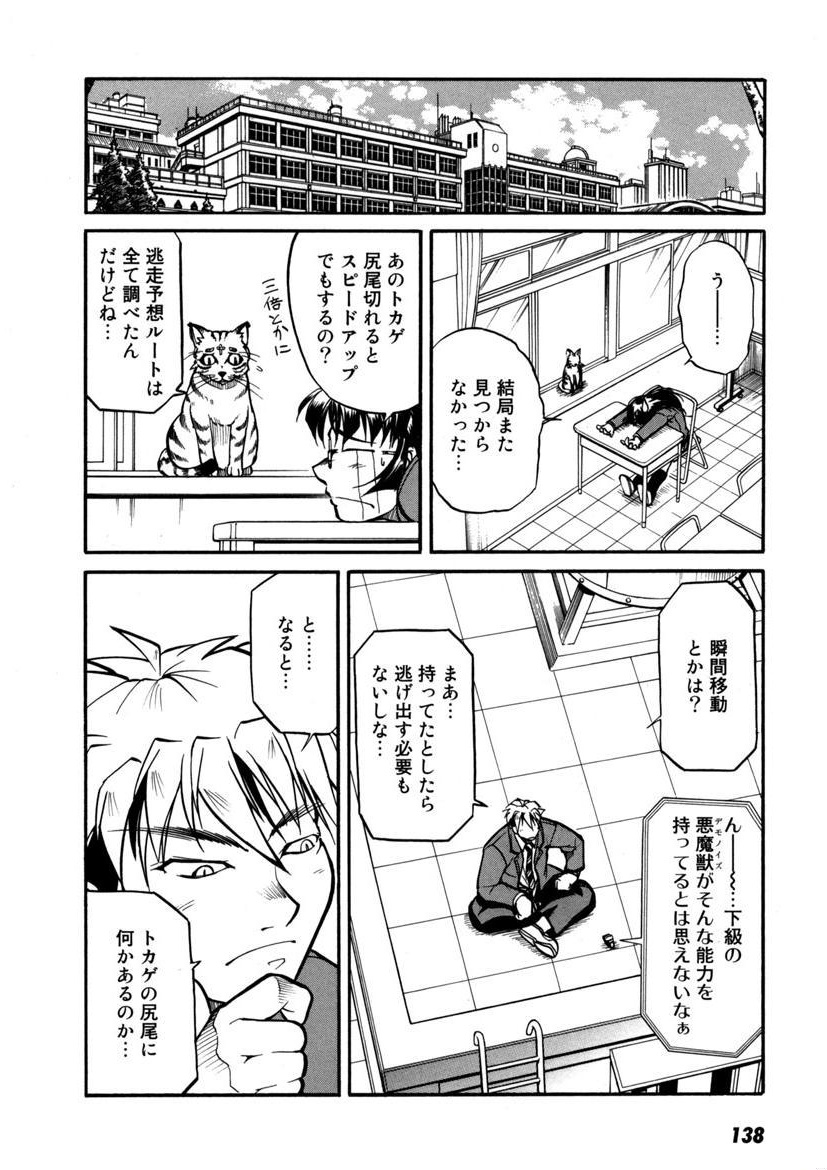 うーー…
結局また
見つから
なかった…
あのトカゲ
尻尾切れると
スピードアップ
でもするの？
三倍とかに
逃走予想ルートは
全て調べたん
だけどね…
瞬間移動
とかは？
ん――～…下級の
悪魔獣がそんな能力を
デモノイズ
持ってるとは思えないなぁ
まあ…
持ってたとしたら
逃げ出す必要も
ないしな…
と……
なると…
トカゲの尻尾に
何かあるのか…
138